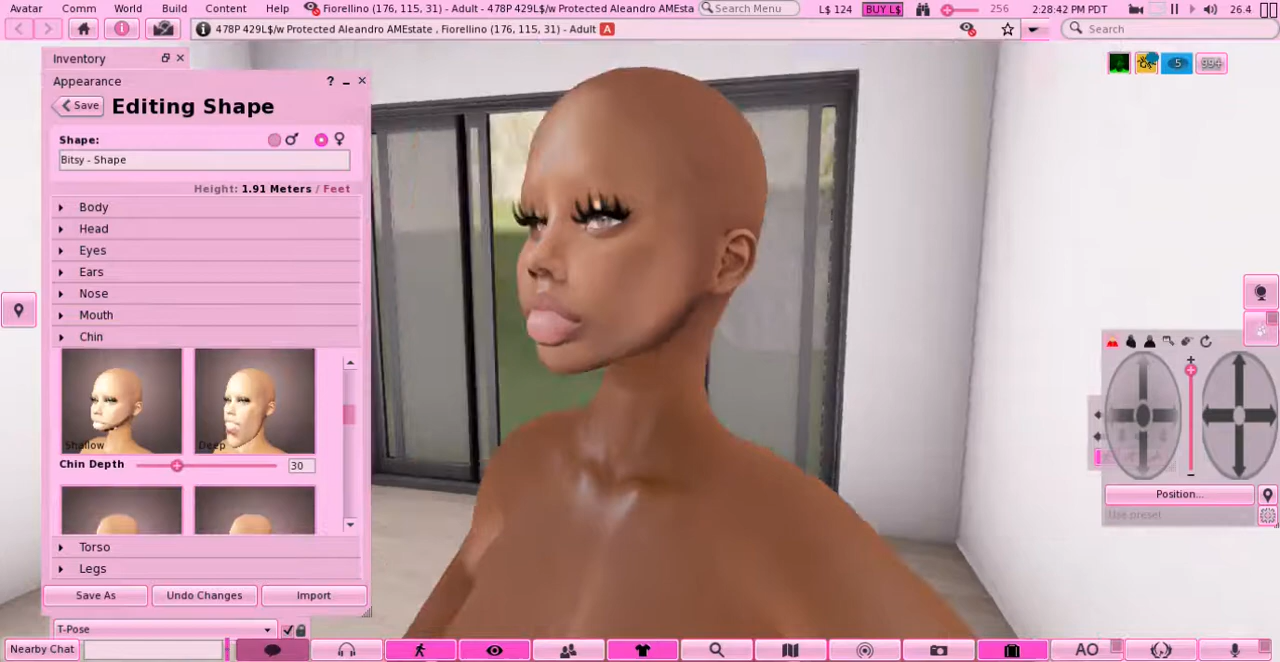 Avatar Comm World Build Content Help Fiorellino (176, 115, 31) - Adult - 478P 429L$/w Protected Aleandro AMEsta Search Menu L$ 124 BUY L$ 256 2:28:42 PM PDT 26.4
478P 429L$/w Protected Aleandro AMEstate , Fiorellino (176, 115, 31) - Adult A Search
Inventory
5 99+
Appearance ?
Save Editing Shape
Shape:
Bitsy - Shape
Height: 1.91 Meters / Feet
Body
Head
Eyes
Ears
Nose
Mouth
Chin
Shallow Deep
Chin Depth 30
Position...
Use preset
Torso
Legs
Save As Undo Changes Import
T-Pose
Nearby Chat AO